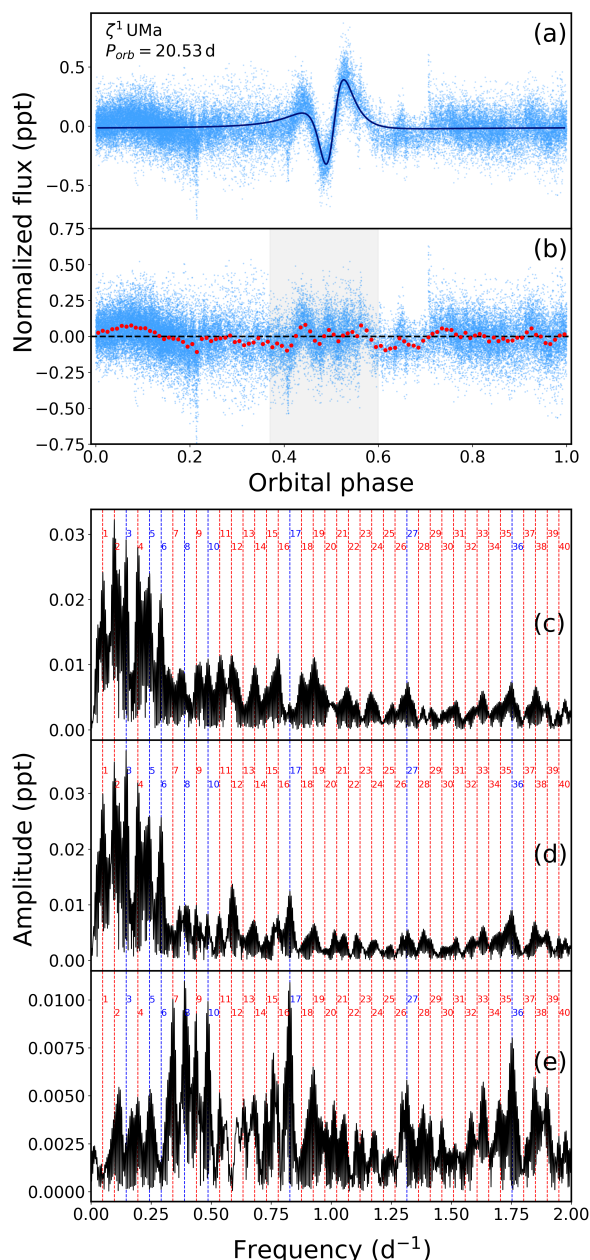 ζ¹ UMa
P_orb = 20.53 d
(a)
0.5
0.0
−0.5
Normalized flux (ppt)
0.75
(b)
0.50
0.25
0.00
−0.25
−0.50
−0.75
0.0 0.2 0.4 0.6 0.8 1.0
Orbital phase
1 3 5 7 9 11 13 15 17 19 21 23 25 27 29 31 33 35 37 39
2 4 6 8 10 12 14 16 18 20 22 24 26 28 30 32 34 36 38 40
0.03
0.02
0.01
0.00
(c)
1 3 5 7 9 11 13 15 17 19 21 23 25 27 29 31 33 35 37 39
2 4 6 8 10 12 14 16 18 20 22 24 26 28 30 32 34 36 38 40
0.03
0.02
0.01
0.00
(d)
Amplitude (ppt)
1 3 5 7 9 11 13 15 17 19 21 23 25 27 29 31 33 35 37 39
2 4 6 8 10 12 14 16 18 20 22 24 26 28 30 32 34 36 38 40
0.0100
0.0075
0.0050
0.0025
0.0000
(e)
0.00 0.25 0.50 0.75 1.00 1.25 1.50 1.75 2.00
Frequency (d⁻¹)